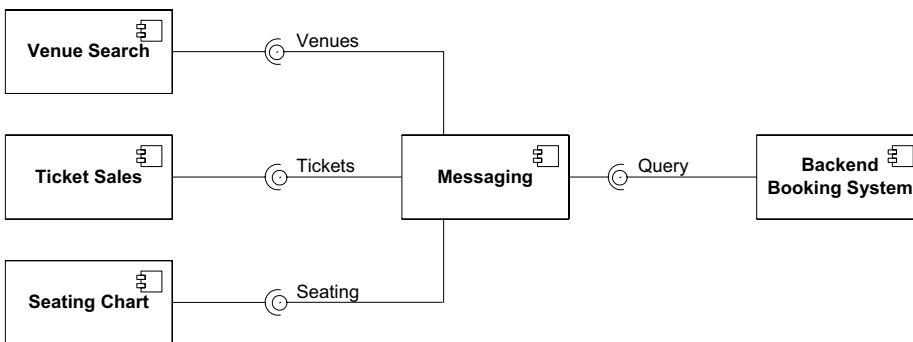 Venue Search
Venues
Ticket Sales
Tickets
Messaging
Query
Backend
Booking System
Seating Chart
Seating